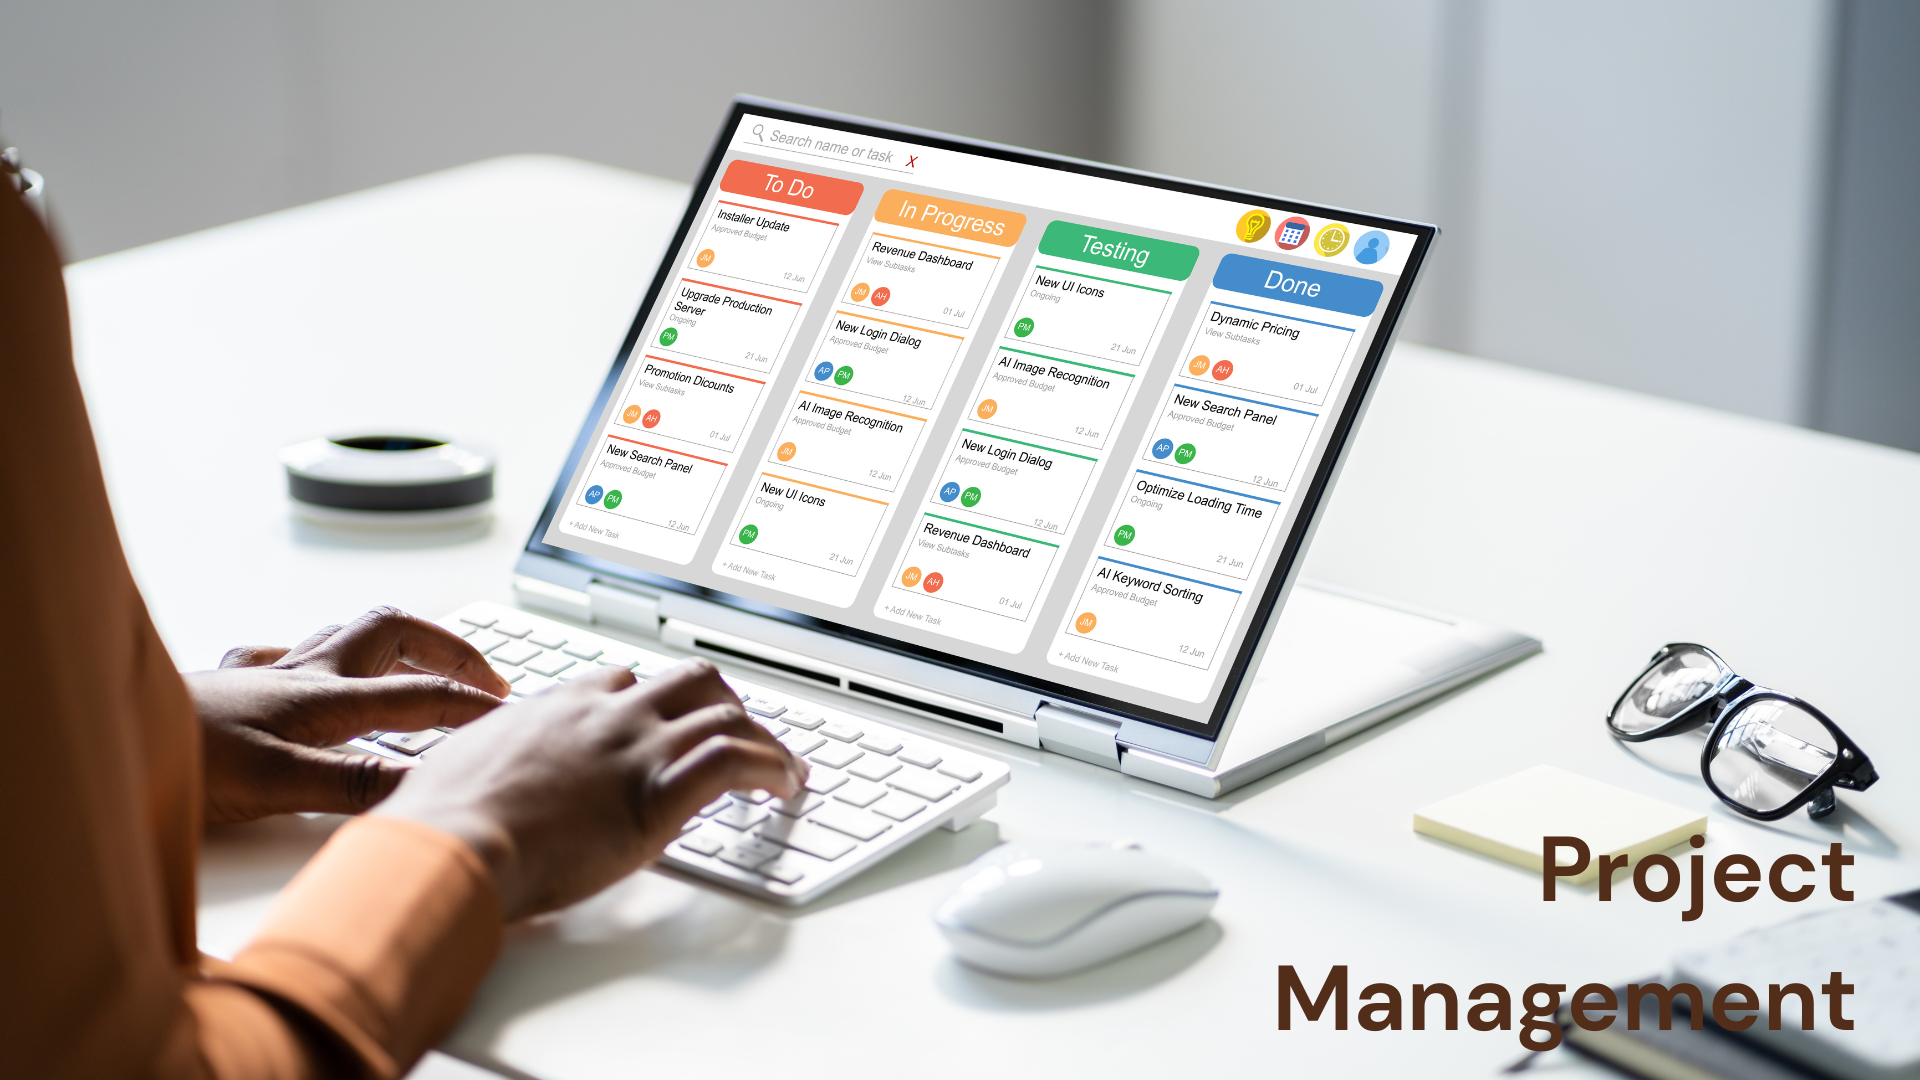 Search name or task X
To Do
Installer Update
Approved Budget
JM
12 Jun
Upgrade Production
Server
Ongoing
PM
21 Jun
Promotion Dicounts
View Subtasks
JM AH
01 Jul
New Search Panel
Approved Budget
AP PM
12 Jun
+ Add New Task
In Progress
Revenue Dashboard
View Subtasks
JM AH
01 Jul
New Login Dialog
Approved Budget
AP PM
12 Jun
AI Image Recognition
Approved Budget
JM
12 Jun
New UI Icons
Ongoing
PM
21 Jun
+ Add New Task
Testing
New UI Icons
Ongoing
PM
21 Jun
AI Image Recognition
Approved Budget
JM
12 Jun
New Login Dialog
Approved Budget
AP PM
12 Jun
Revenue Dashboard
View Subtasks
JM AH
01 Jul
+ Add New Task
Done
Dynamic Pricing
View Subtasks
JM AH
01 Jul
New Search Panel
Approved Budget
AP PM
12 Jun
Optimize Loading Time
Ongoing
PM
21 Jun
AI Keyword Sorting
Approved Budget
JM
12 Jun
+ Add New Task
Project
Management